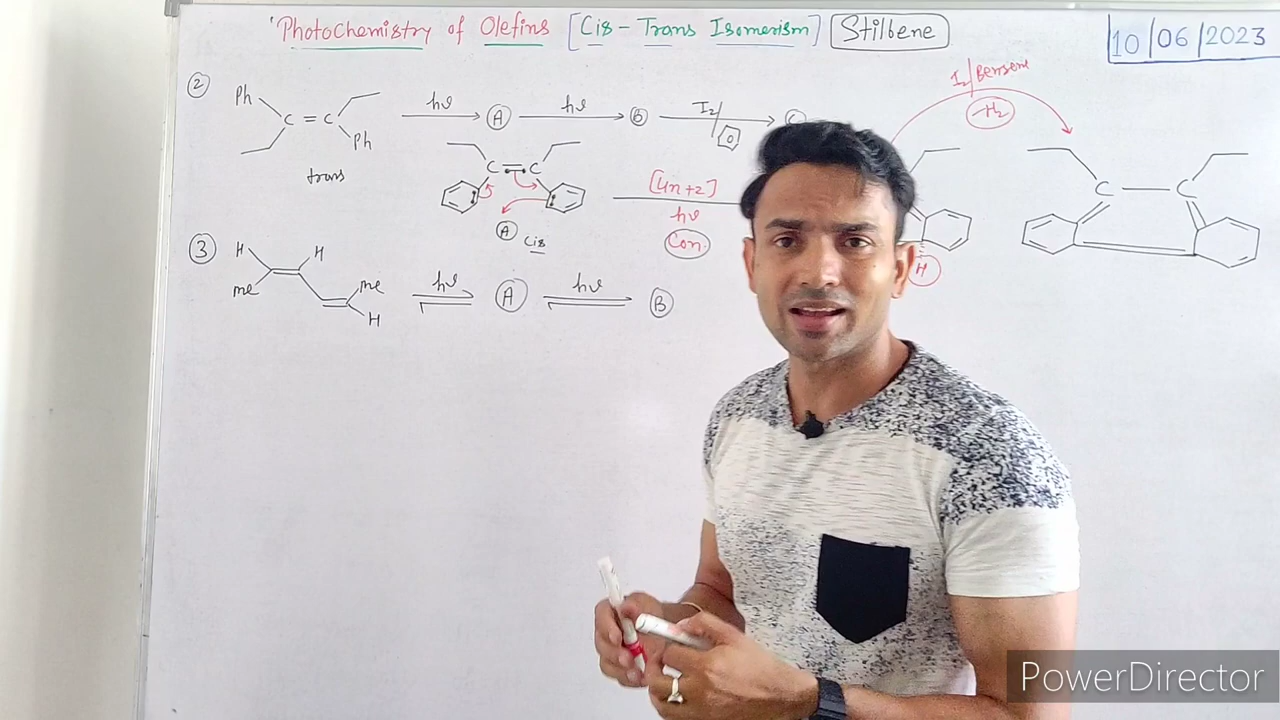 PhotoChemistry of Olefins [Cis - Trans Isomerism] Stilbene
10/06/2023
I2/Benzene
-H2
② Ph C = C Ph hν A hν B I2/ C
trans
C = C
[4n+2]
hν
Con.
A Cis
C C
H
③ H H me me H hν A hν B
PowerDirector